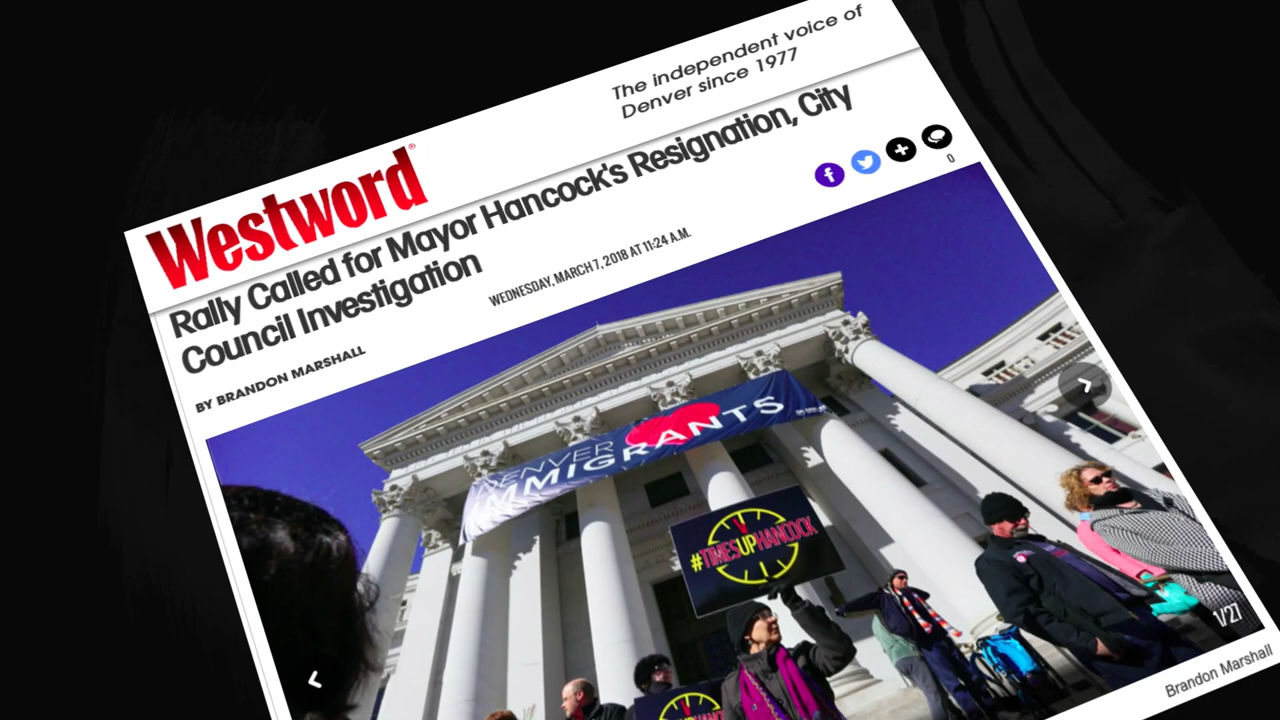 The independent voice of
Denver since 1977
Westword®
Rally Called for Mayor Hancock's Resignation, City
Council Investigation
WEDNESDAY, MARCH 7, 2018 AT 11:24 A.M.
BY BRANDON MARSHALL
0
DENVER
IMMIGRANTS
#TIMESUPHANCOCK
1/27
Brandon Marshall